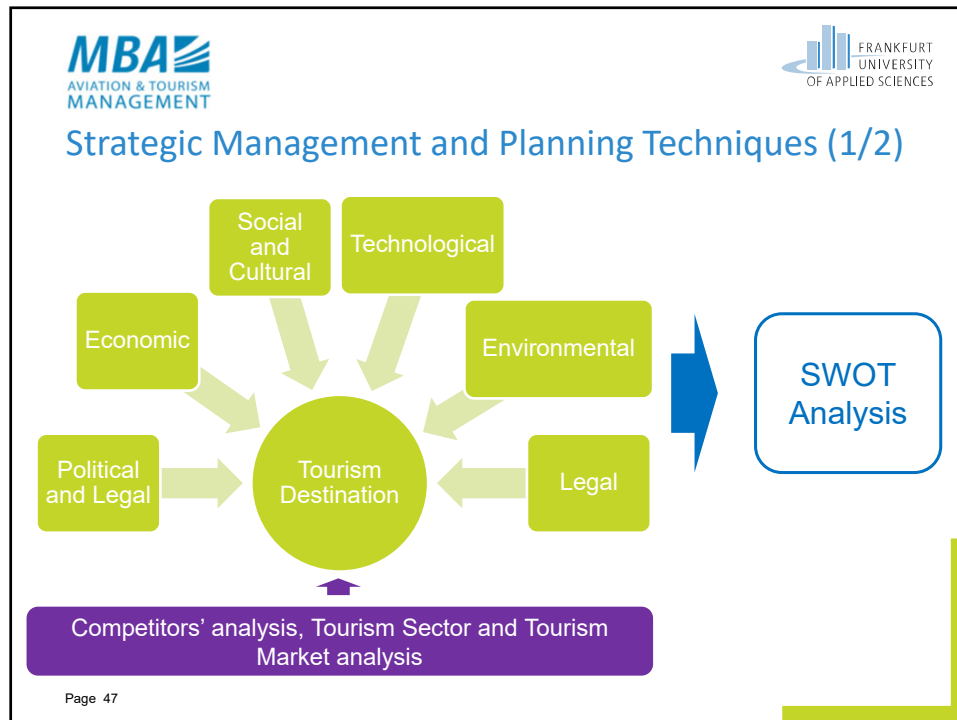 MBA
AVIATION & TOURISM
MANAGEMENT
FRANKFURT
UNIVERSITY
OF APPLIED SCIENCES
Strategic Management and Planning Techniques (1/2)
Social
and
Cultural
Technological
Economic
Environmental
SWOT
Analysis
Political
and Legal
Tourism
Destination
Legal
Competitors’ analysis, Tourism Sector and Tourism
Market analysis
Page 47